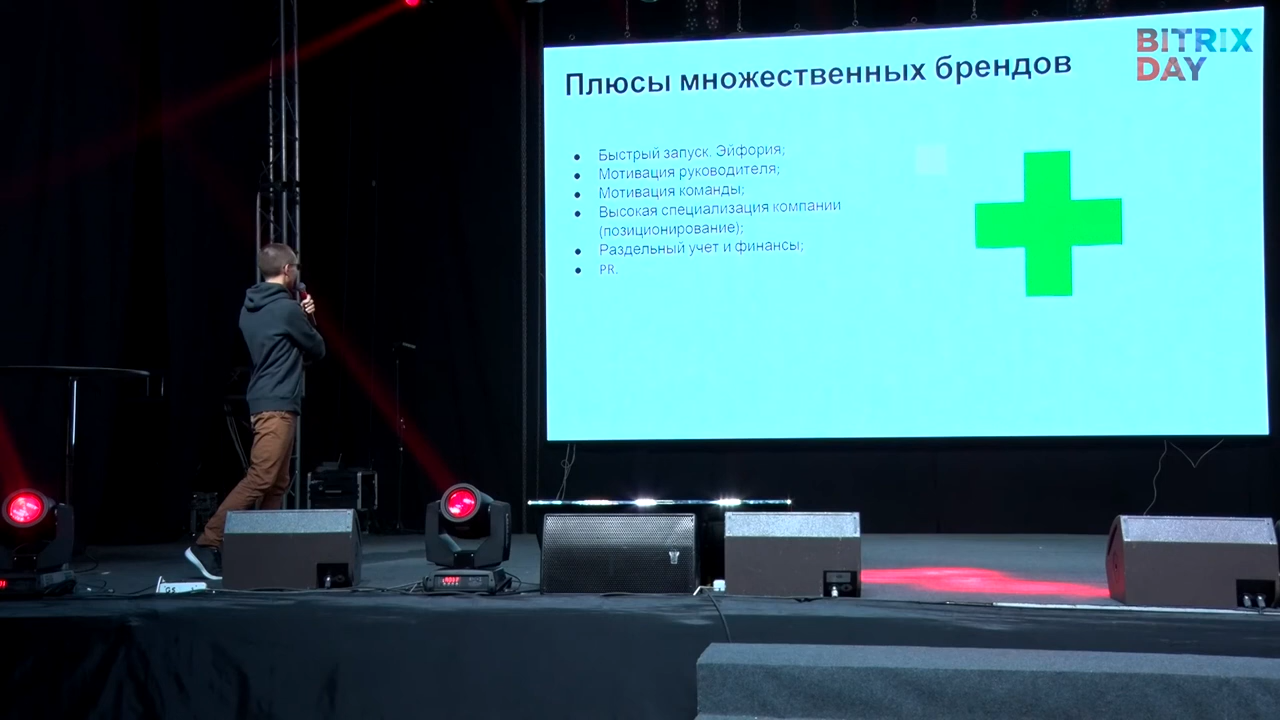 BITRIX
DAY
Плюсы множественных брендов
● Быстрый запуск. Эйфория;
● Мотивация руководителя;
● Мотивация команды;
● Высокая специализация компании
(позиционирование);
● Раздельный учет и финансы;
● PR.